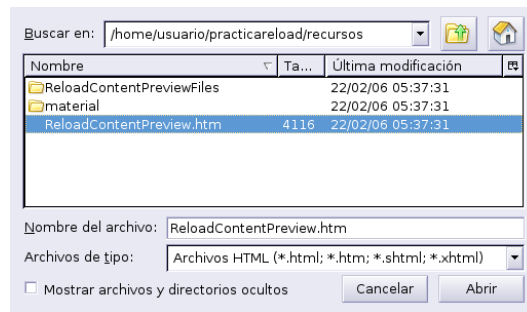 Buscar en: /home/usuario/practicareload/recursos
Nombre Ta... Última modificación
ReloadContentPreviewFiles 22/02/06 05:37:31
material 22/02/06 05:37:31
ReloadContentPreview.htm 4116 22/02/06 05:37:31
Nombre del archivo: ReloadContentPreview.htm
Archivos de tipo: Archivos HTML (*.html; *.htm; *.shtml; *.xhtml)
Mostrar archivos y directorios ocultos Cancelar Abrir